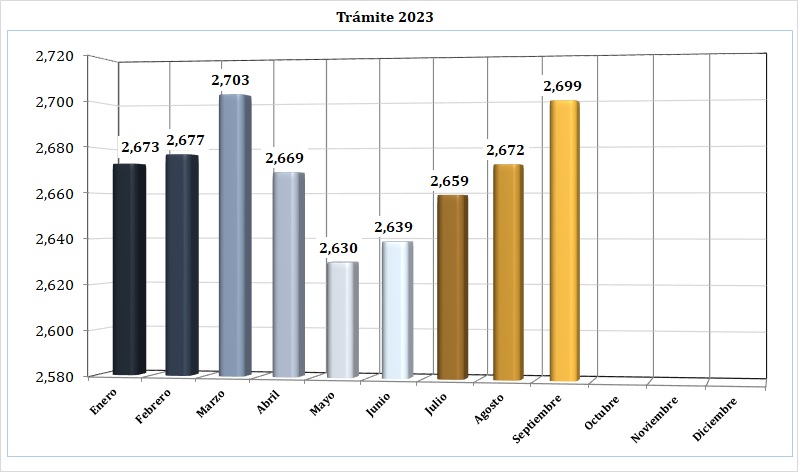 Trámite 2023
2,720
2,700
2,680
2,660
2,640
2,620
2,600
2,580
2,673
2,677
2,703
2,669
2,630
2,639
2,659
2,672
2,699
Enero
Febrero
Marzo
Abril
Mayo
Junio
Julio
Agosto
Septiembre
Octubre
Noviembre
Diciembre